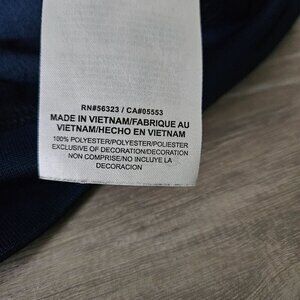 RN#56323 / CA#05553
MADE IN VIETNAM/FABRIQUE AU
VIETNAM/HECHO EN VIETNAM
100% POLYESTER/POLYESTER/POLIESTER
EXCLUSIVE OF DECORATION/DECORATION
NON COMPRISE/NO INCLUYE LA
DECORACION